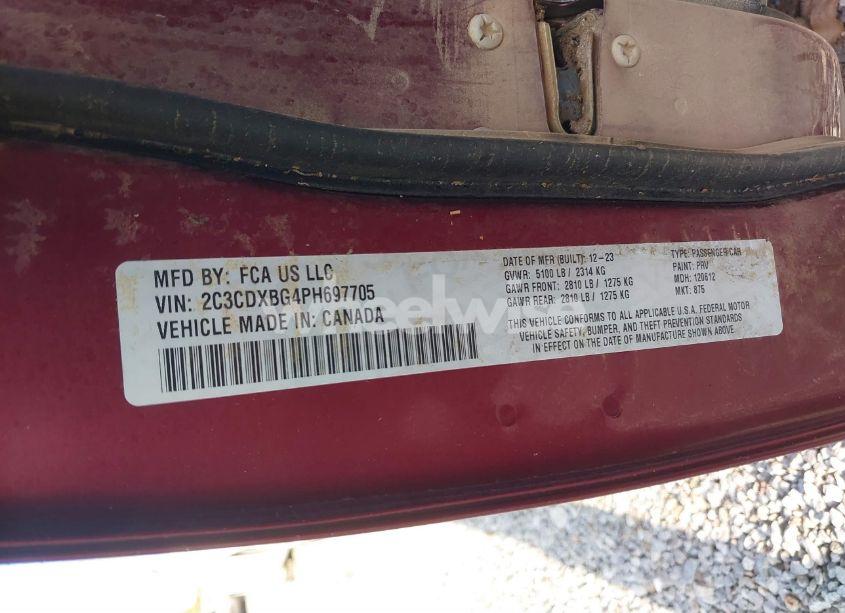 MFD BY: FCA US LLC
VIN: 2C3CDXBG4PH697705
VEHICLE MADE IN: CANADA
DATE OF MFR (BUILT): 12-23
GVWR: 5100 LB / 2314 KG
GAWR FRONT: 2810 LB / 1275 KG
GAWR REAR: 2810 LB / 1275 KG
TYPE: PASSENGER CAR
PAINT: PRV
MDH: 120612
MKT: 875
THIS VEHICLE CONFORMS TO ALL APPLICABLE U.S.A. FEDERAL MOTOR
VEHICLE SAFETY, BUMPER, AND THEFT PREVENTION STANDARDS
IN EFFECT ON THE DATE OF MANUFACTURE SHOWN ABOVE.
wheelwise